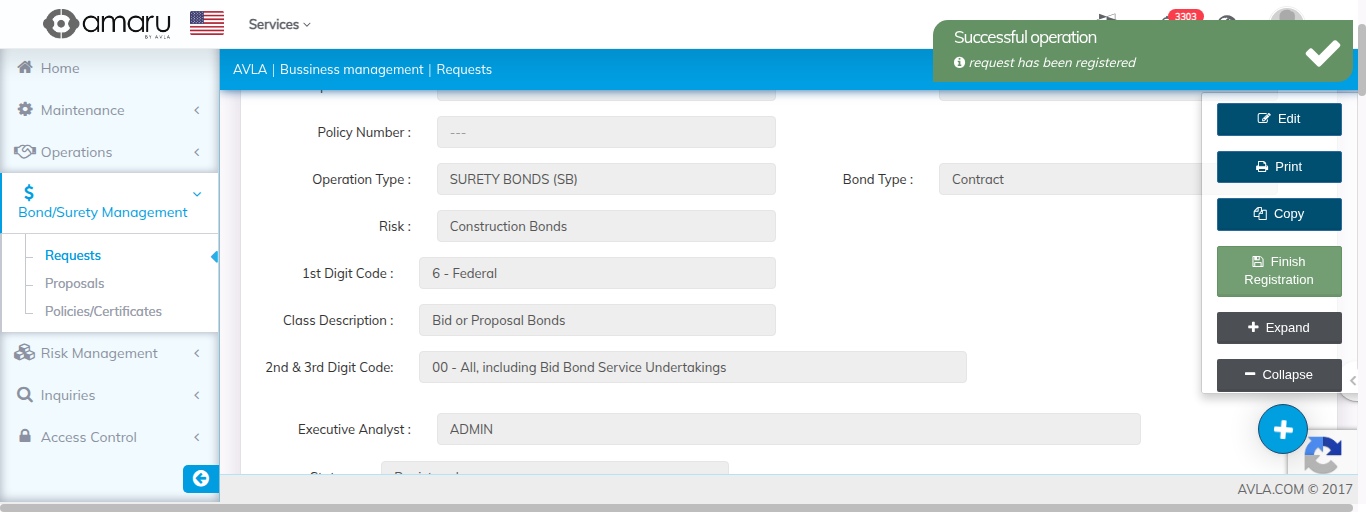 amaru
BY AVLA
Services
3303
Successful operation
request has been registered
AVLA | Bussiness management | Requests
Home
Maintenance
Operations
Bond/Surety Management
Requests
Proposals
Policies/Certificates
Risk Management
Inquiries
Access Control
Policy Number :
---
Operation Type :
SURETY BONDS (SB)
Bond Type :
Contract
Risk :
Construction Bonds
1st Digit Code :
6 - Federal
Class Description :
Bid or Proposal Bonds
2nd & 3rd Digit Code:
00 - All, including Bid Bond Service Undertakings
Executive Analyst :
ADMIN
Edit
Print
Copy
Finish
Registration
Expand
Collapse
AVLA.COM © 2017